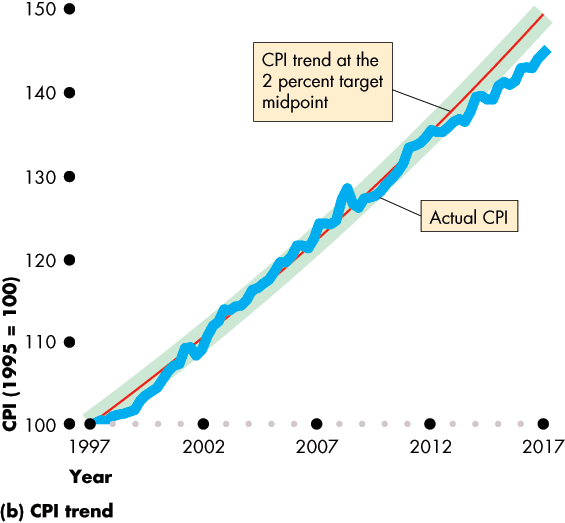 150
CPI trend at the
2 percent target
midpoint
140
130
Actual CPI
120
110
100
CPI (1995 = 100)
1997 2002 2007 2012 2017
Year
(b) CPI trend